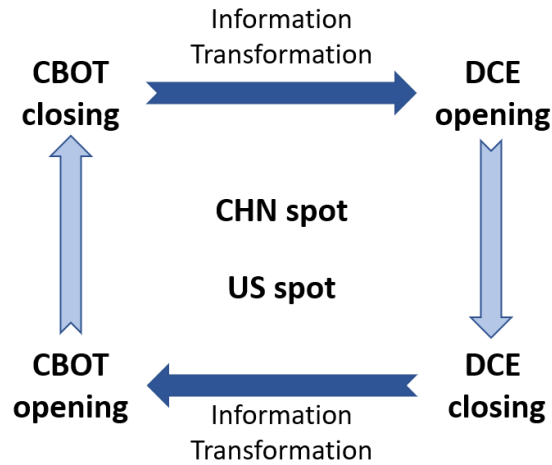 Information
Transformation
CBOT
closing
DCE
opening
CHN spot
US spot
CBOT
opening
DCE
closing
Information
Transformation